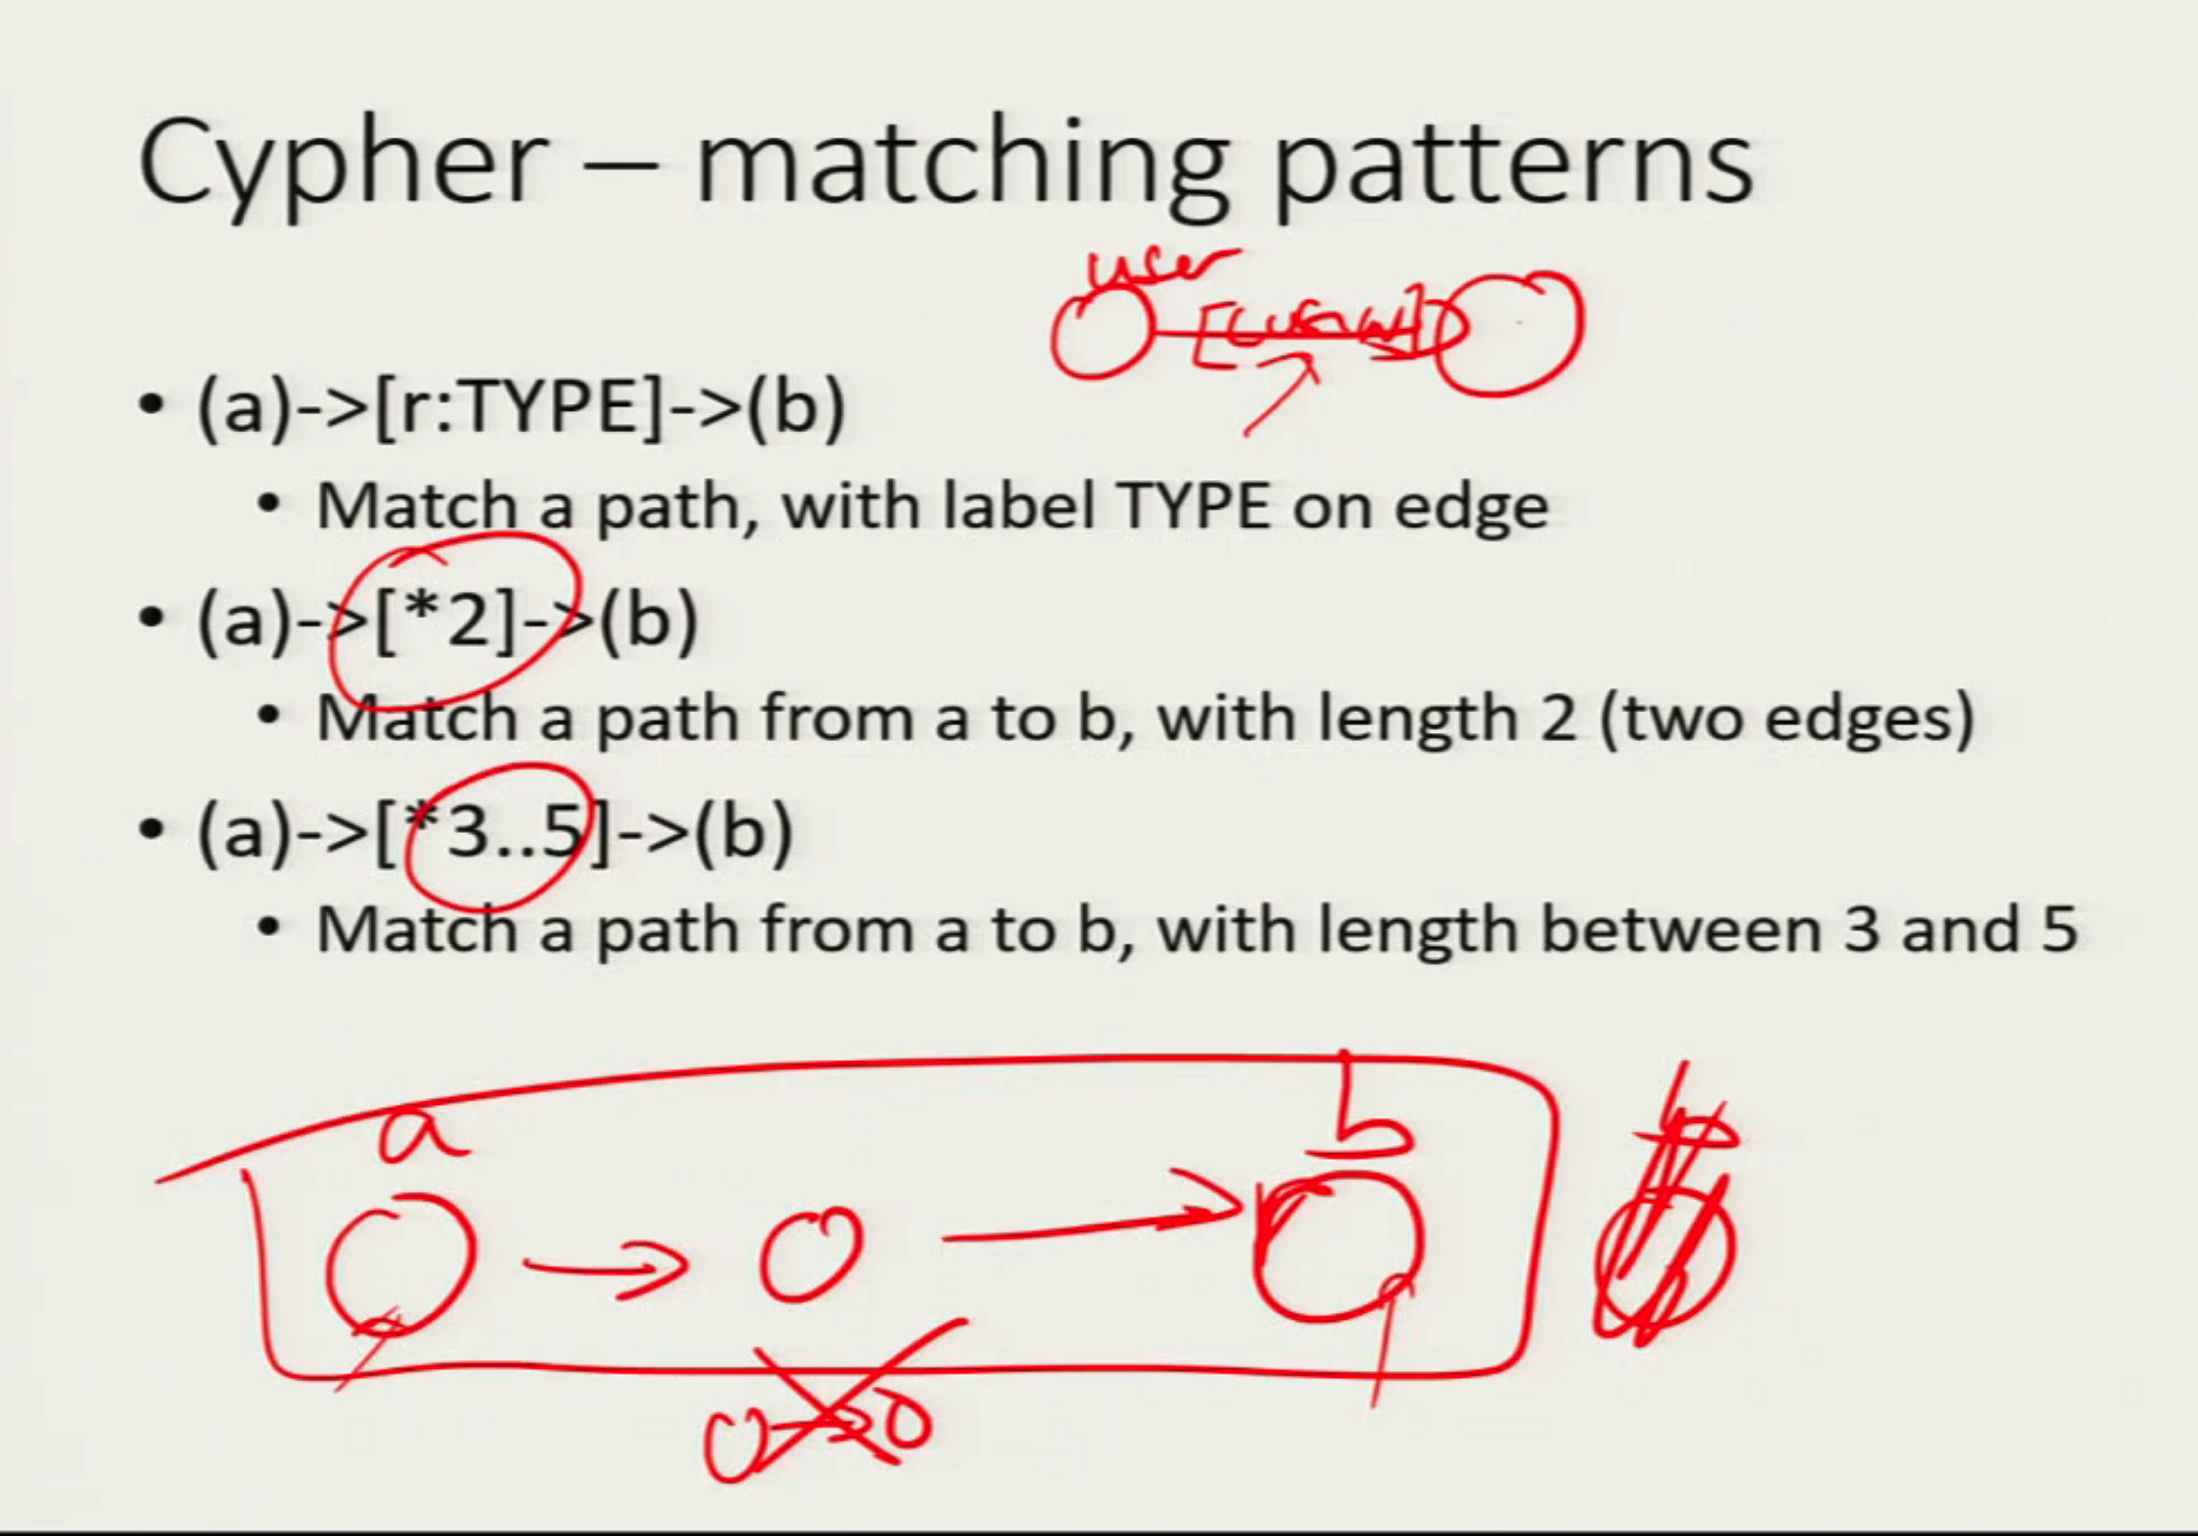 Cypher – matching patterns
user
• (a)->[r:TYPE]->(b)
• Match a path, with label TYPE on edge
• (a)->[*2]->(b)
• Match a path from a to b, with length 2 (two edges)
• (a)->[*3..5]->(b)
• Match a path from a to b, with length between 3 and 5
a b